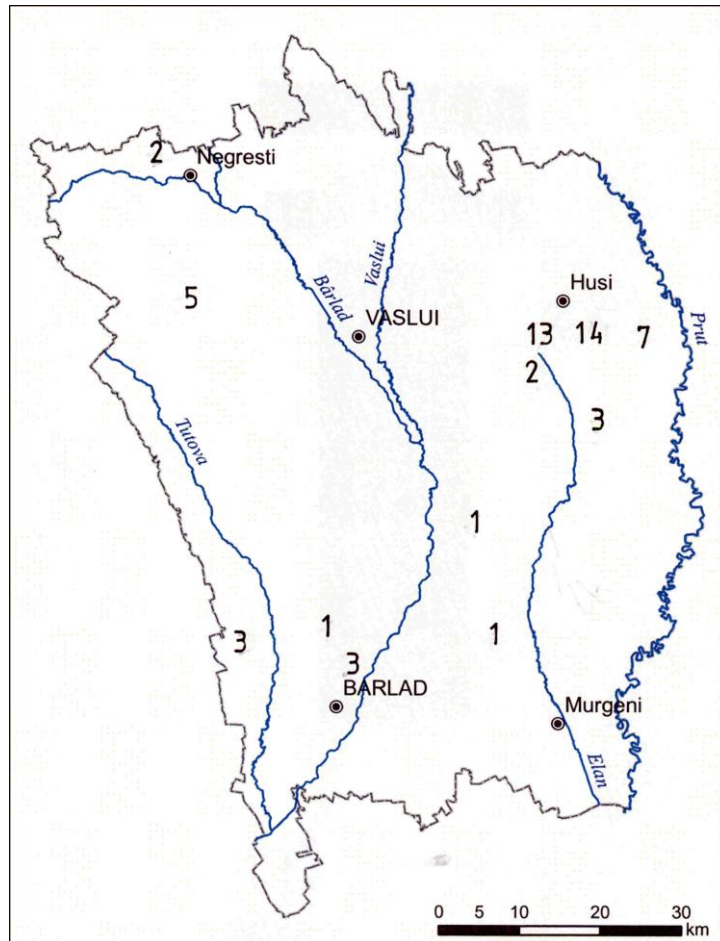 2
Negresti
Bârlad
Vaslui
5
VASLUI
Husi
13 14 7
2
3
Prut
Tutova
1
1
1
3
3
BARLAD
Murgeni
Elan
0 5 10 20 30
km